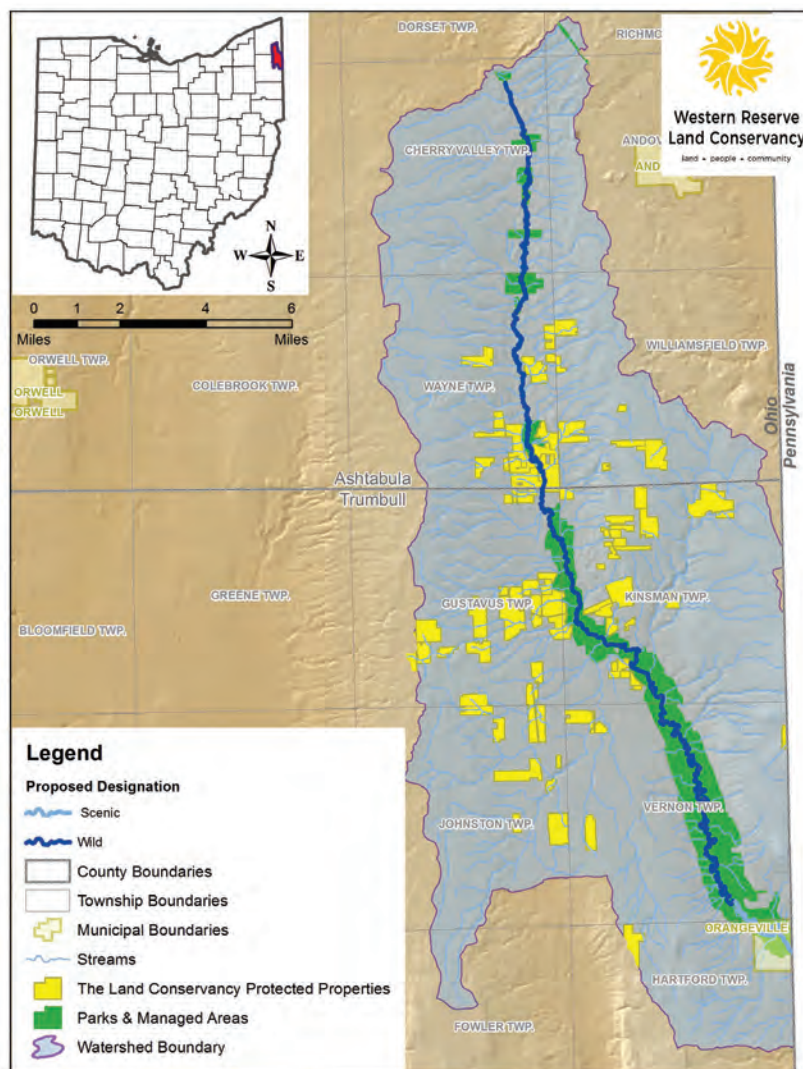 DORSET TWP.
RICHMO
Western Reserve
Land Conservancy
land • people • community
N
W E
S
CHERRY VALLEY TWP.
ANDOV
AND
0 2 4 6
Miles Miles
ORWELL TWP.
ORWELL
ORWELL
COLEBROOK TWP.
WAYNE TWP.
WILLIAMSFIELD TWP.
Ohio
Pennsylvania
Ashtabula
Trumbull
GREENE TWP.
GUSTAVUS TWP.
KINSMAN TWP.
BLOOMFIELD TWP.
Legend
Proposed Designation
Scenic
Wild
County Boundaries
Township Boundaries
Municipal Boundaries
Streams
The Land Conservancy Protected Properties
Parks & Managed Areas
Watershed Boundary
VERNON TWP.
JOHNSTON TWP.
ORANGEVILLE
HARTFORD TWP.
FOWLER TWP.